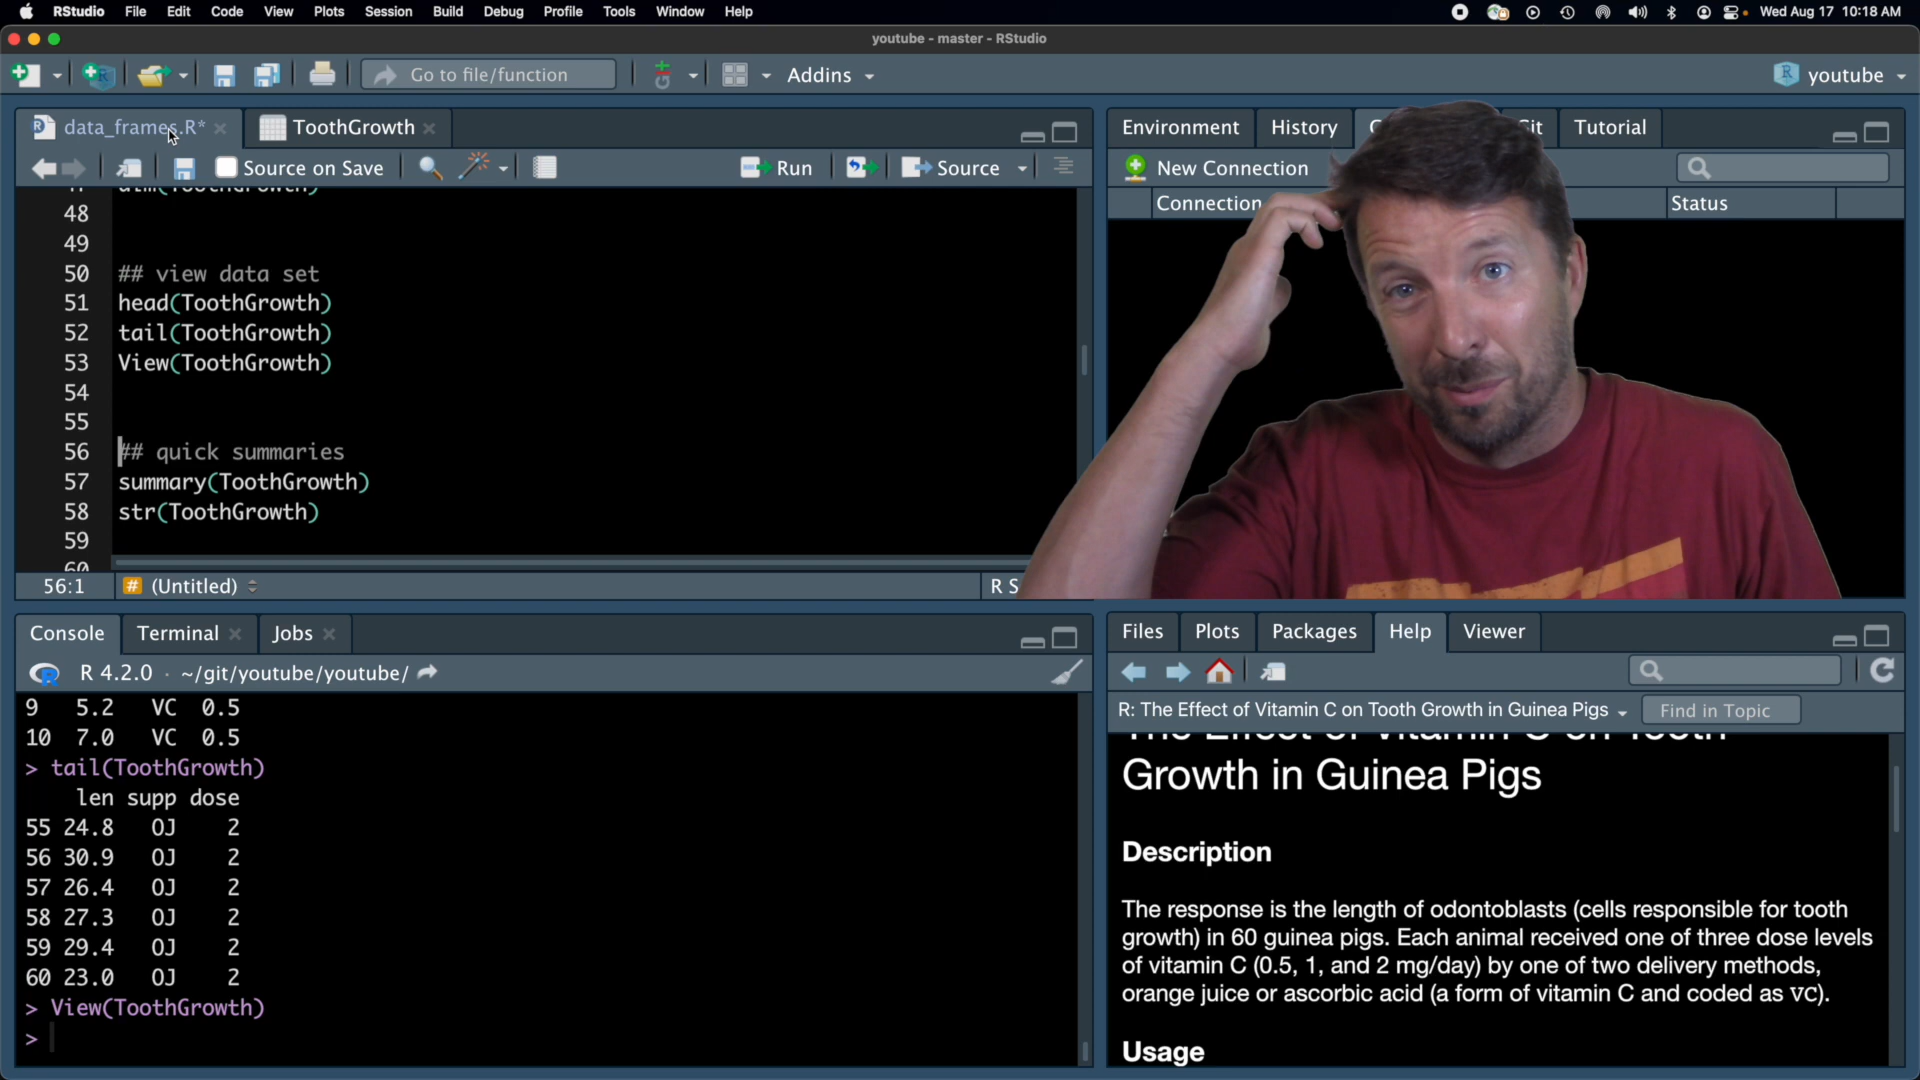 RStudio File Edit Code View Plots Session Build Debug Profile Tools Window Help
Wed Aug 17 10:18 AM
youtube - master - RStudio
Go to file/function
Addins
youtube
data_frames.R*
ToothGrowth
Source on Save
Run
Source
48
49
50 ## view data set
51 head(ToothGrowth)
52 tail(ToothGrowth)
53 View(ToothGrowth)
54
55
56 ## quick summaries
57 summary(ToothGrowth)
58 str(ToothGrowth)
59
60
56:1 # (Untitled)
R S
Console Terminal Jobs
R 4.2.0 · ~/git/youtube/youtube/
9 5.2 VC 0.5
10 7.0 VC 0.5
> tail(ToothGrowth)
len supp dose
55 24.8 OJ 2
56 30.9 OJ 2
57 26.4 OJ 2
58 27.3 OJ 2
59 29.4 OJ 2
60 23.0 OJ 2
> View(ToothGrowth)
>
Environment History Tutorial
New Connection
Connection Status
Files Plots Packages Help Viewer
R: The Effect of Vitamin C on Tooth Growth in Guinea Pigs
Find in Topic
The Effect of Vitamin C on Tooth
Growth in Guinea Pigs
Description
The response is the length of odontoblasts (cells responsible for tooth
growth) in 60 guinea pigs. Each animal received one of three dose levels
of vitamin C (0.5, 1, and 2 mg/day) by one of two delivery methods,
orange juice or ascorbic acid (a form of vitamin C and coded as VC).
Usage